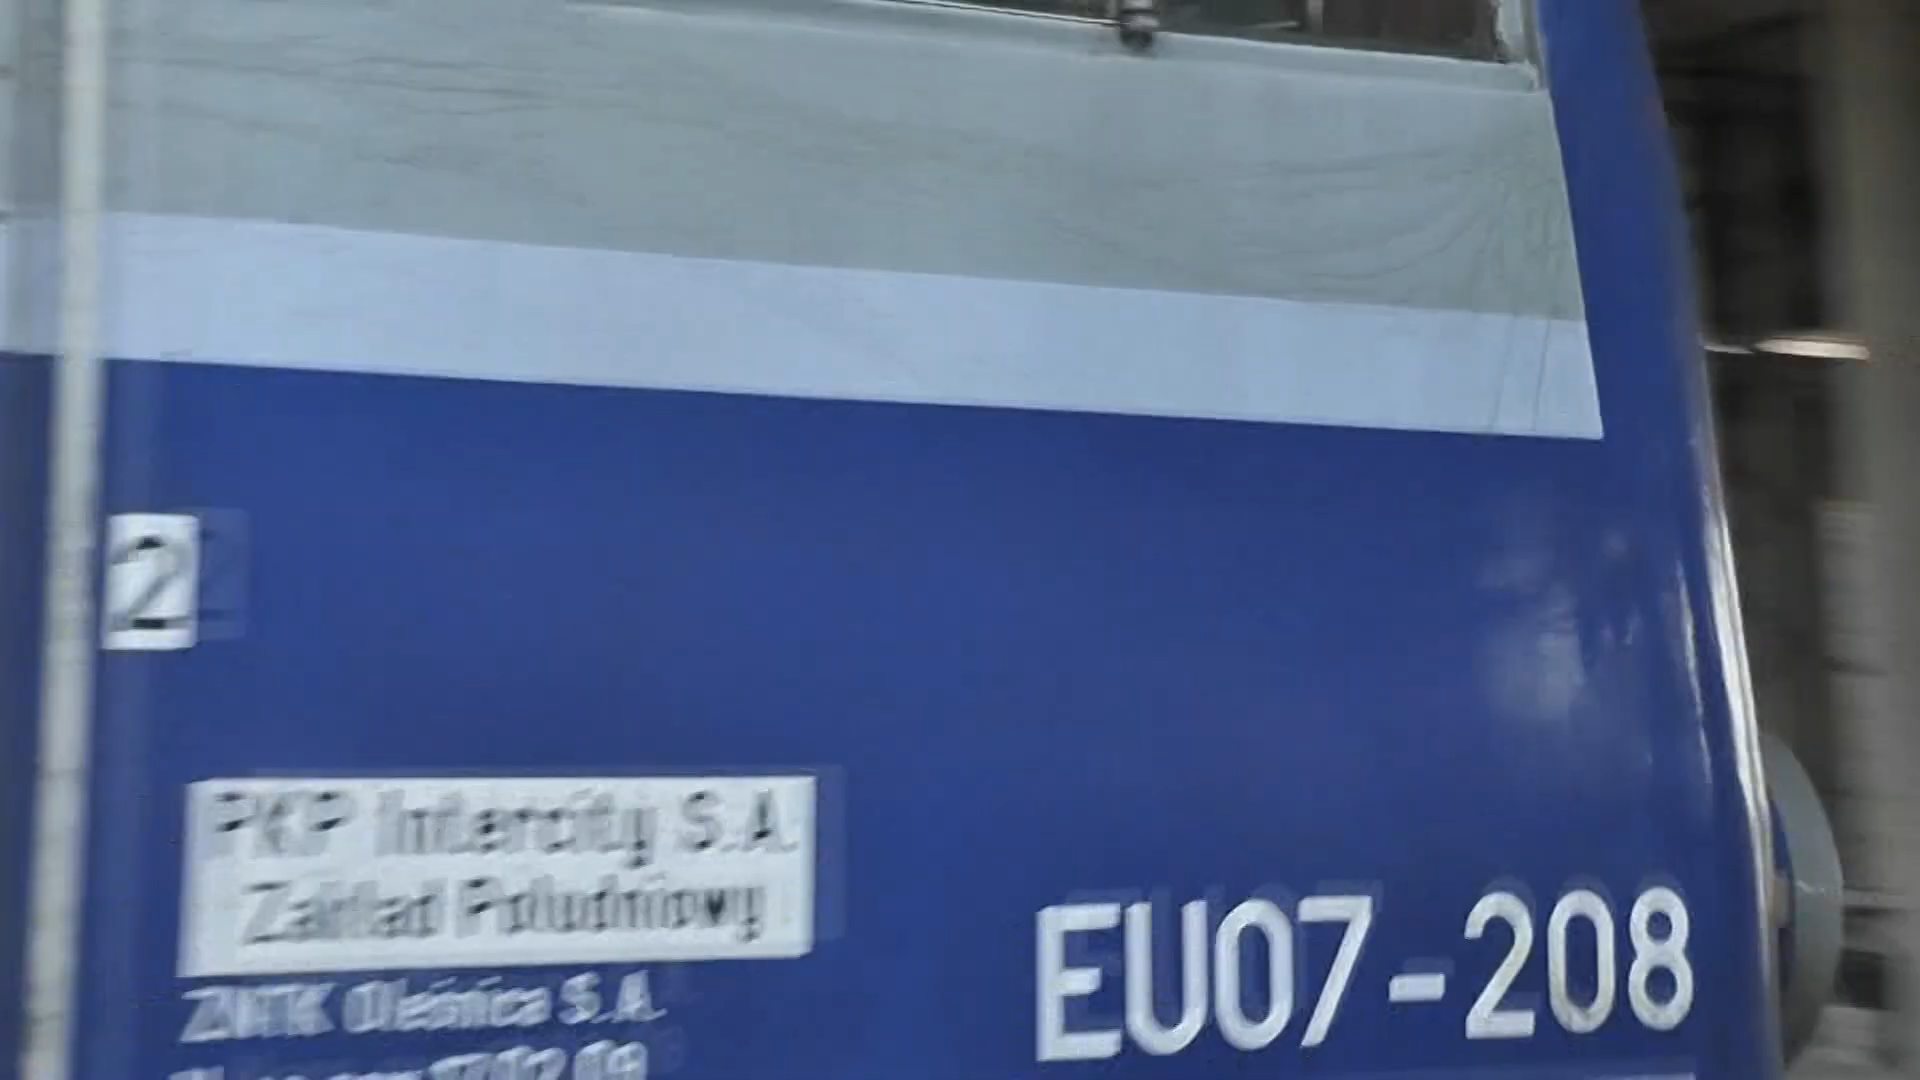 2
PKP Intercity S.A.
Zakład Południowy
ZNTK Oleśnica S.A.
EU07-208